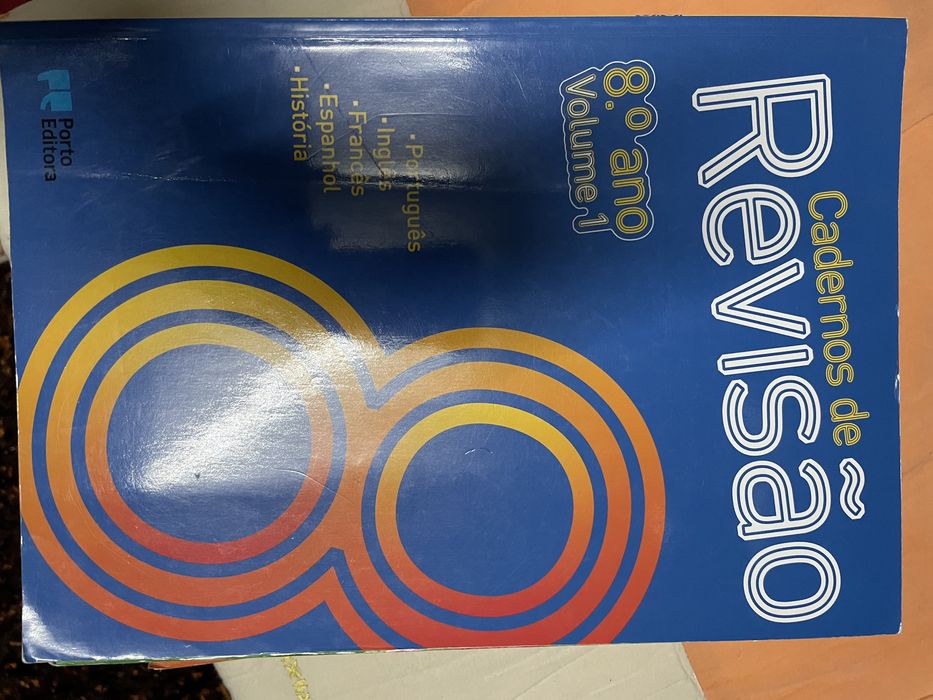 Cadernos de
Revisão
8.º ano
Volume 1
• Português
• Inglês
• Francês
• Espanhol
• História
Porto
Editora